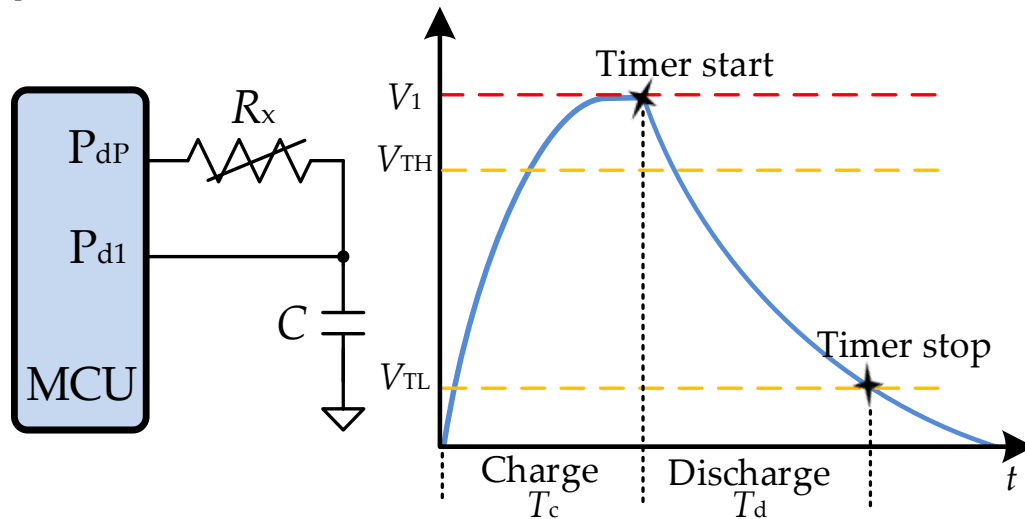 Rx
PdP
Pd1
C
MCU
Timer start
V1
VTH
Timer stop
VTL
Charge
Tc
Discharge
Td
t